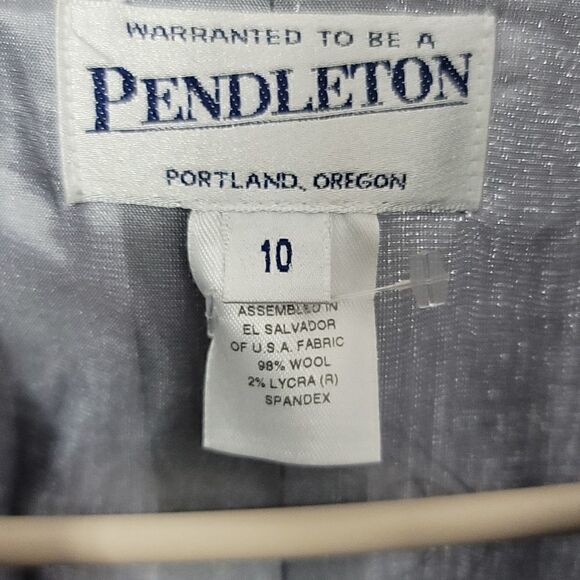 WARRANTED TO BE A
PENDLETON
PORTLAND, OREGON
10
ASSEMBLED IN
EL SALVADOR
OF U.S.A. FABRIC
98% WOOL
2% LYCRA (R)
SPANDEX